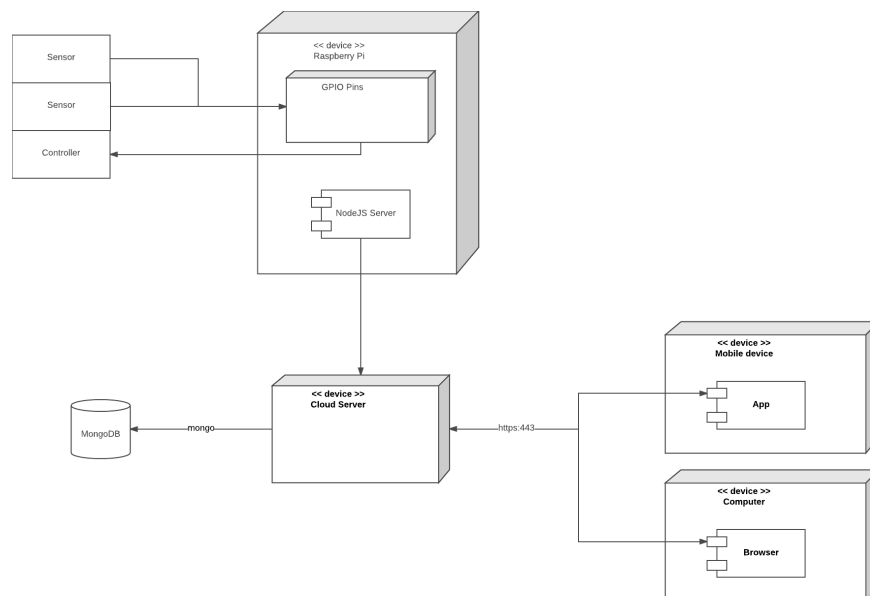 Sensor
Sensor
Controller
<< device >>
Raspberry Pi
GPIO Pins
NodeJS Server
<< device >>
Cloud Server
MongoDB
mongo
https:443
<< device >>
Mobile device
App
<< device >>
Computer
Browser